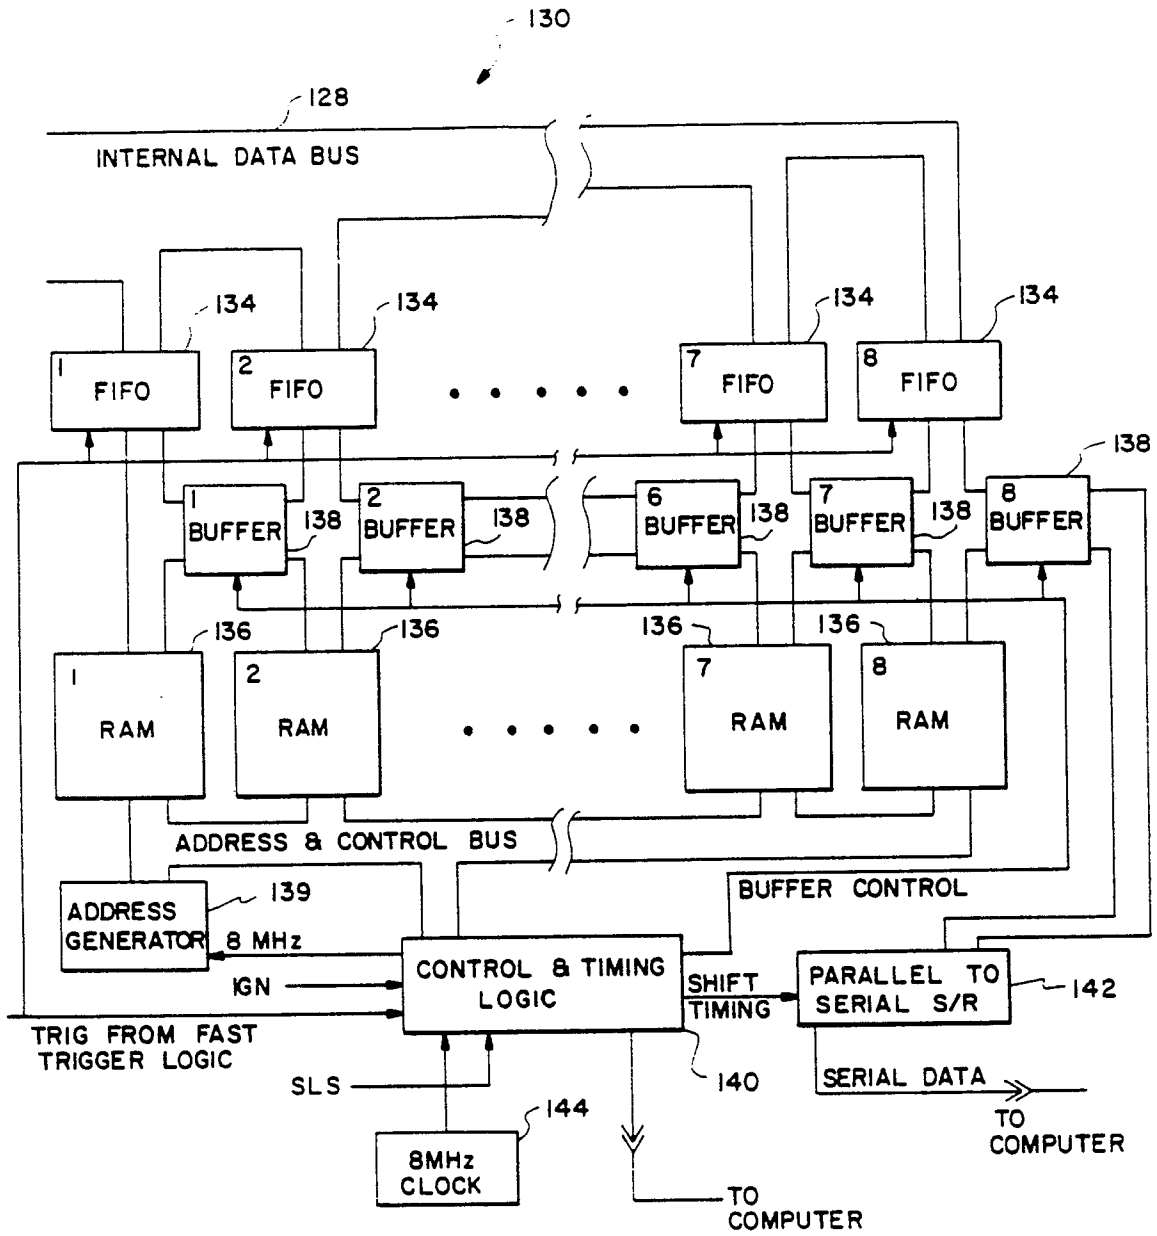 130
128
INTERNAL DATA BUS
134
134
134
134
1
FIFO
2
FIFO
7
FIFO
8
FIFO
138
1
BUFFER
138
2
BUFFER
138
6
BUFFER
138
7
BUFFER
138
8
BUFFER
136
136
136
136
1
RAM
2
RAM
7
RAM
8
RAM
ADDRESS & CONTROL BUS
BUFFER CONTROL
139
ADDRESS
GENERATOR
8 MHz
IGN
CONTROL & TIMING
LOGIC
SHIFT
TIMING
PARALLEL TO
SERIAL S/R
142
TRIG FROM FAST
TRIGGER LOGIC
SLS
140
SERIAL DATA
TO
COMPUTER
144
8MHz
CLOCK
TO
COMPUTER